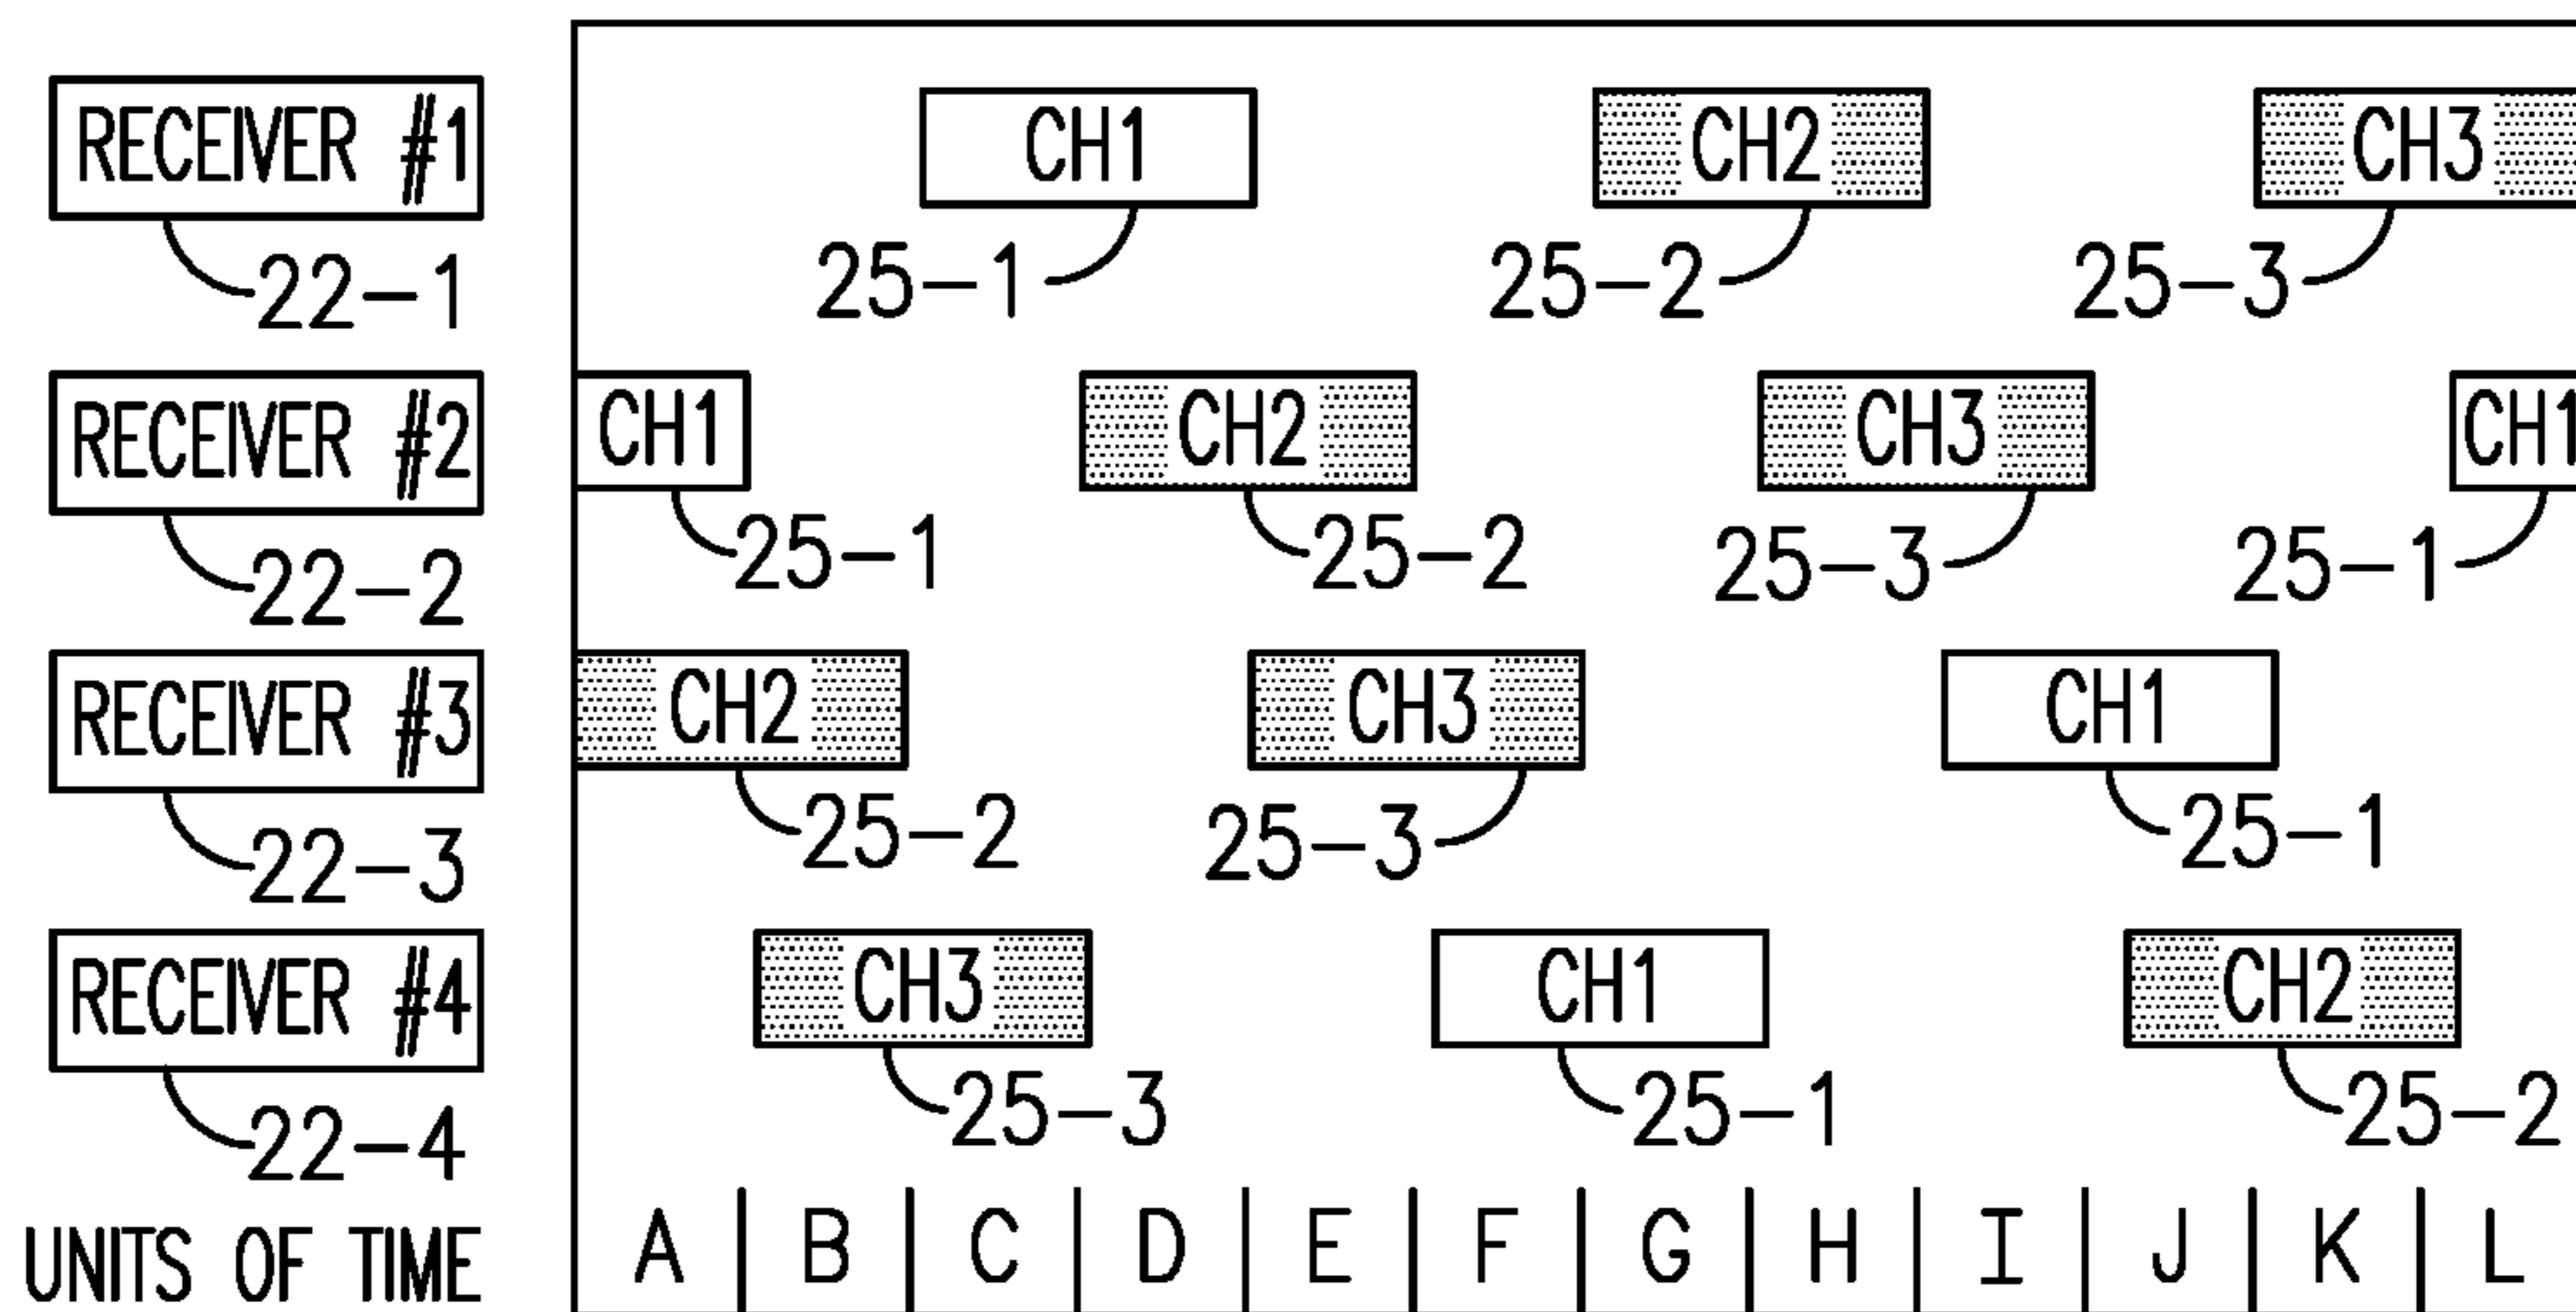 RECEIVER #1 CH1 CH2 CH3
22-1 25-1 25-2 25-3
RECEIVER #2 CH1 CH2 CH3 CH1
22-2 25-1 25-2 25-3 25-1
RECEIVER #3 CH2 CH3 CH1
22-3 25-2 25-3 25-1
RECEIVER #4 CH3 CH1 CH2
22-4 25-3 25-1 25-2
UNITS OF TIME A B C D E F G H I J K L